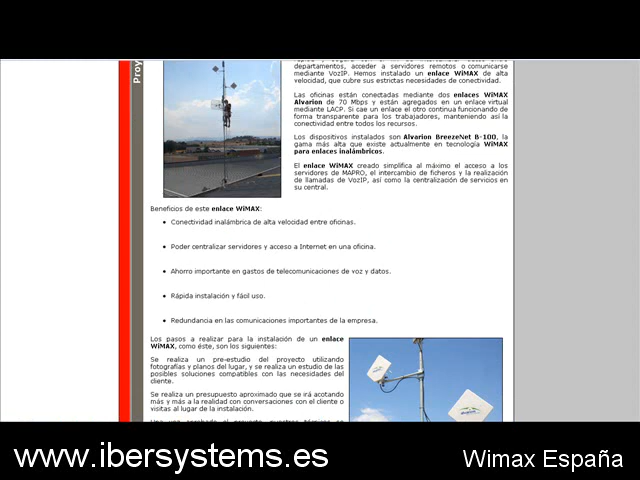 Proy
departamentos, acceder a servidores remotos o comunicarse
mediante VozIP. Hemos instalado un enlace WiMAX de alta
velocidad, que cubre sus estrictas necesidades de conectividad.
Las oficinas están conectadas mediante dos enlaces WiMAX
Alvarion de 70 Mbps y están agregados en un enlace virtual
mediante LACP. Si cae un enlace el otro continua funcionando de
forma transparente para los trabajadores, manteniendo así la
conectividad entre todos los recursos.
Los dispositivos instalados son Alvarion BreezeNet B-100, la
gama más alta que existe actualmente en tecnología WiMAX
para enlaces inalámbricos.
El enlace WiMAX creado simplifica al máximo el acceso a los
servidores de MAPRO, el intercambio de ficheros y la realización
de llamadas de VozIP, así como la centralización de servicios en
su central.
Beneficios de este enlace WiMAX:
• Conectividad inalámbrica de alta velocidad entre oficinas.
• Poder centralizar servidores y acceso a Internet en una oficina.
• Ahorro importante en gastos de telecomunicaciones de voz y datos.
• Rápida instalación y fácil uso.
• Redundancia en las comunicaciones importantes de la empresa.
Los pasos a realizar para la instalación de un enlace
WiMAX, como éste, son los siguientes:
Se realiza un pre-estudio del proyecto utilizando
fotografías y planos del lugar, y se realiza un estudio de las
posibles soluciones compatibles con las necesidades del
cliente.
Se realiza un presupuesto aproximado que se irá acotando
más y más a la realidad con conversaciones con el cliente o
visitas al lugar de la instalación.
www.ibersystems.es
Wimax España